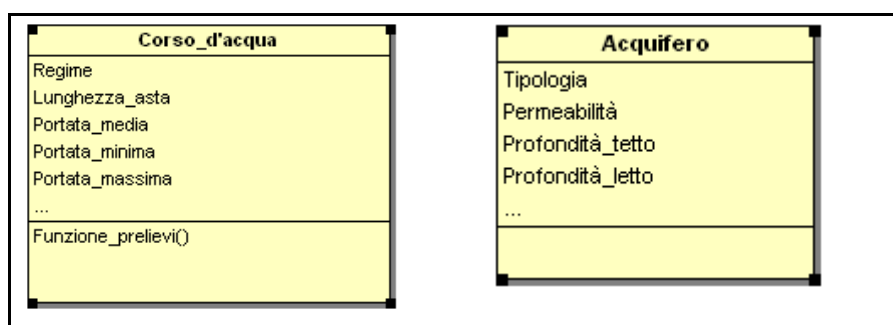 Corso_d'acqua
Regime
Lunghezza_asta
Portata_media
Portata_minima
Portata_massima
...
Funzione_prelievi()
Acquifero
Tipologia
Permeabilità
Profondità_tetto
Profondità_letto
...